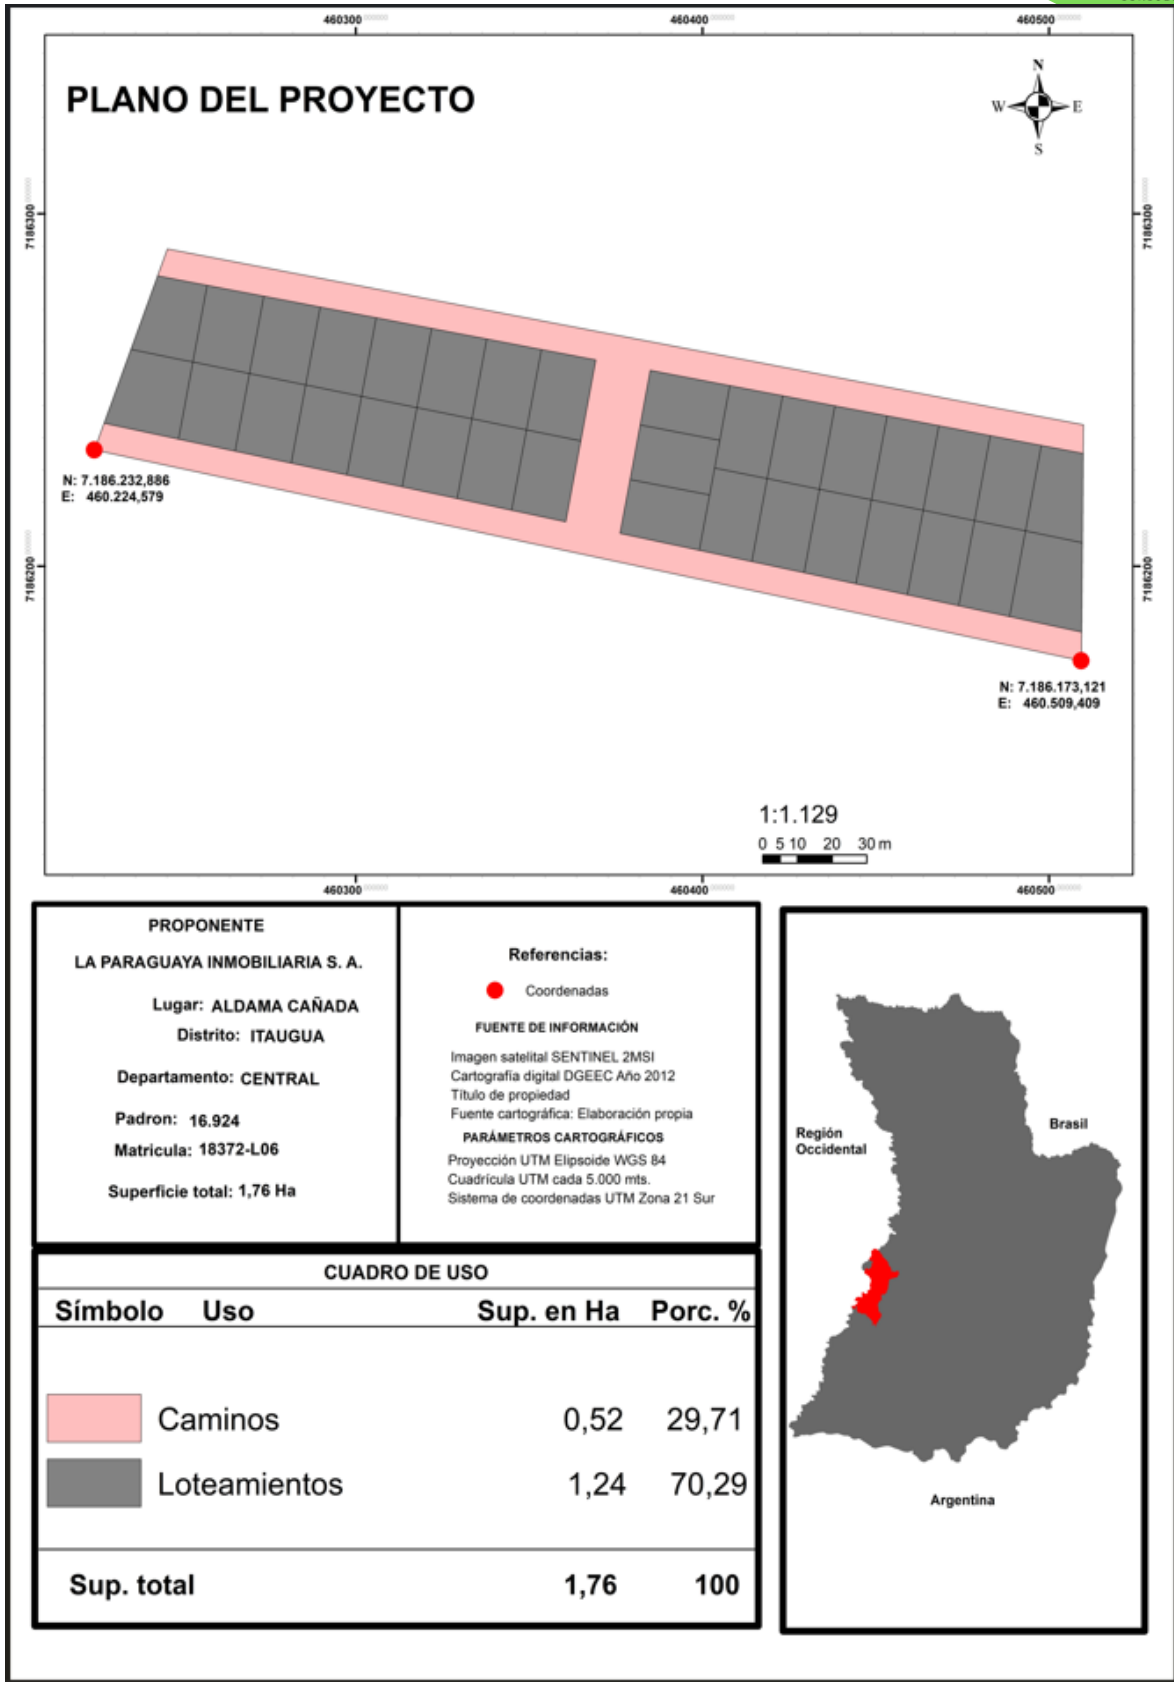 460300 460400 460500
PLANO DEL PROYECTO
N
W E
S
7186300 7186300
N: 7.186.232,886
E: 460.224,579
7186200 7186200
N: 7.186.173,121
E: 460.509,409
1:1.129
0 5 10 20 30 m
460300 460400 460500
PROPONENTE
LA PARAGUAYA INMOBILIARIA S. A.
Lugar: ALDAMA CAÑADA
Distrito: ITAUGUA
Departamento: CENTRAL
Padron: 16.924
Matricula: 18372-L06
Superficie total: 1,76 Ha
Referencias:
Coordenadas
FUENTE DE INFORMACIÓN
Imagen satelital SENTINEL 2MSI
Cartografía digital DGEEC Año 2012
Título de propiedad
Fuente cartográfica: Elaboración propia
PARÁMETROS CARTOGRÁFICOS
Proyección UTM Elipsoide WGS 84
Cuadrícula UTM cada 5.000 mts.
Sistema de coordenadas UTM Zona 21 Sur
CUADRO DE USO
Símbolo Uso Sup. en Ha Porc. %
Caminos 0,52 29,71
Loteamientos 1,24 70,29
Sup. total 1,76 100
Región
Occidental
Brasil
Argentina